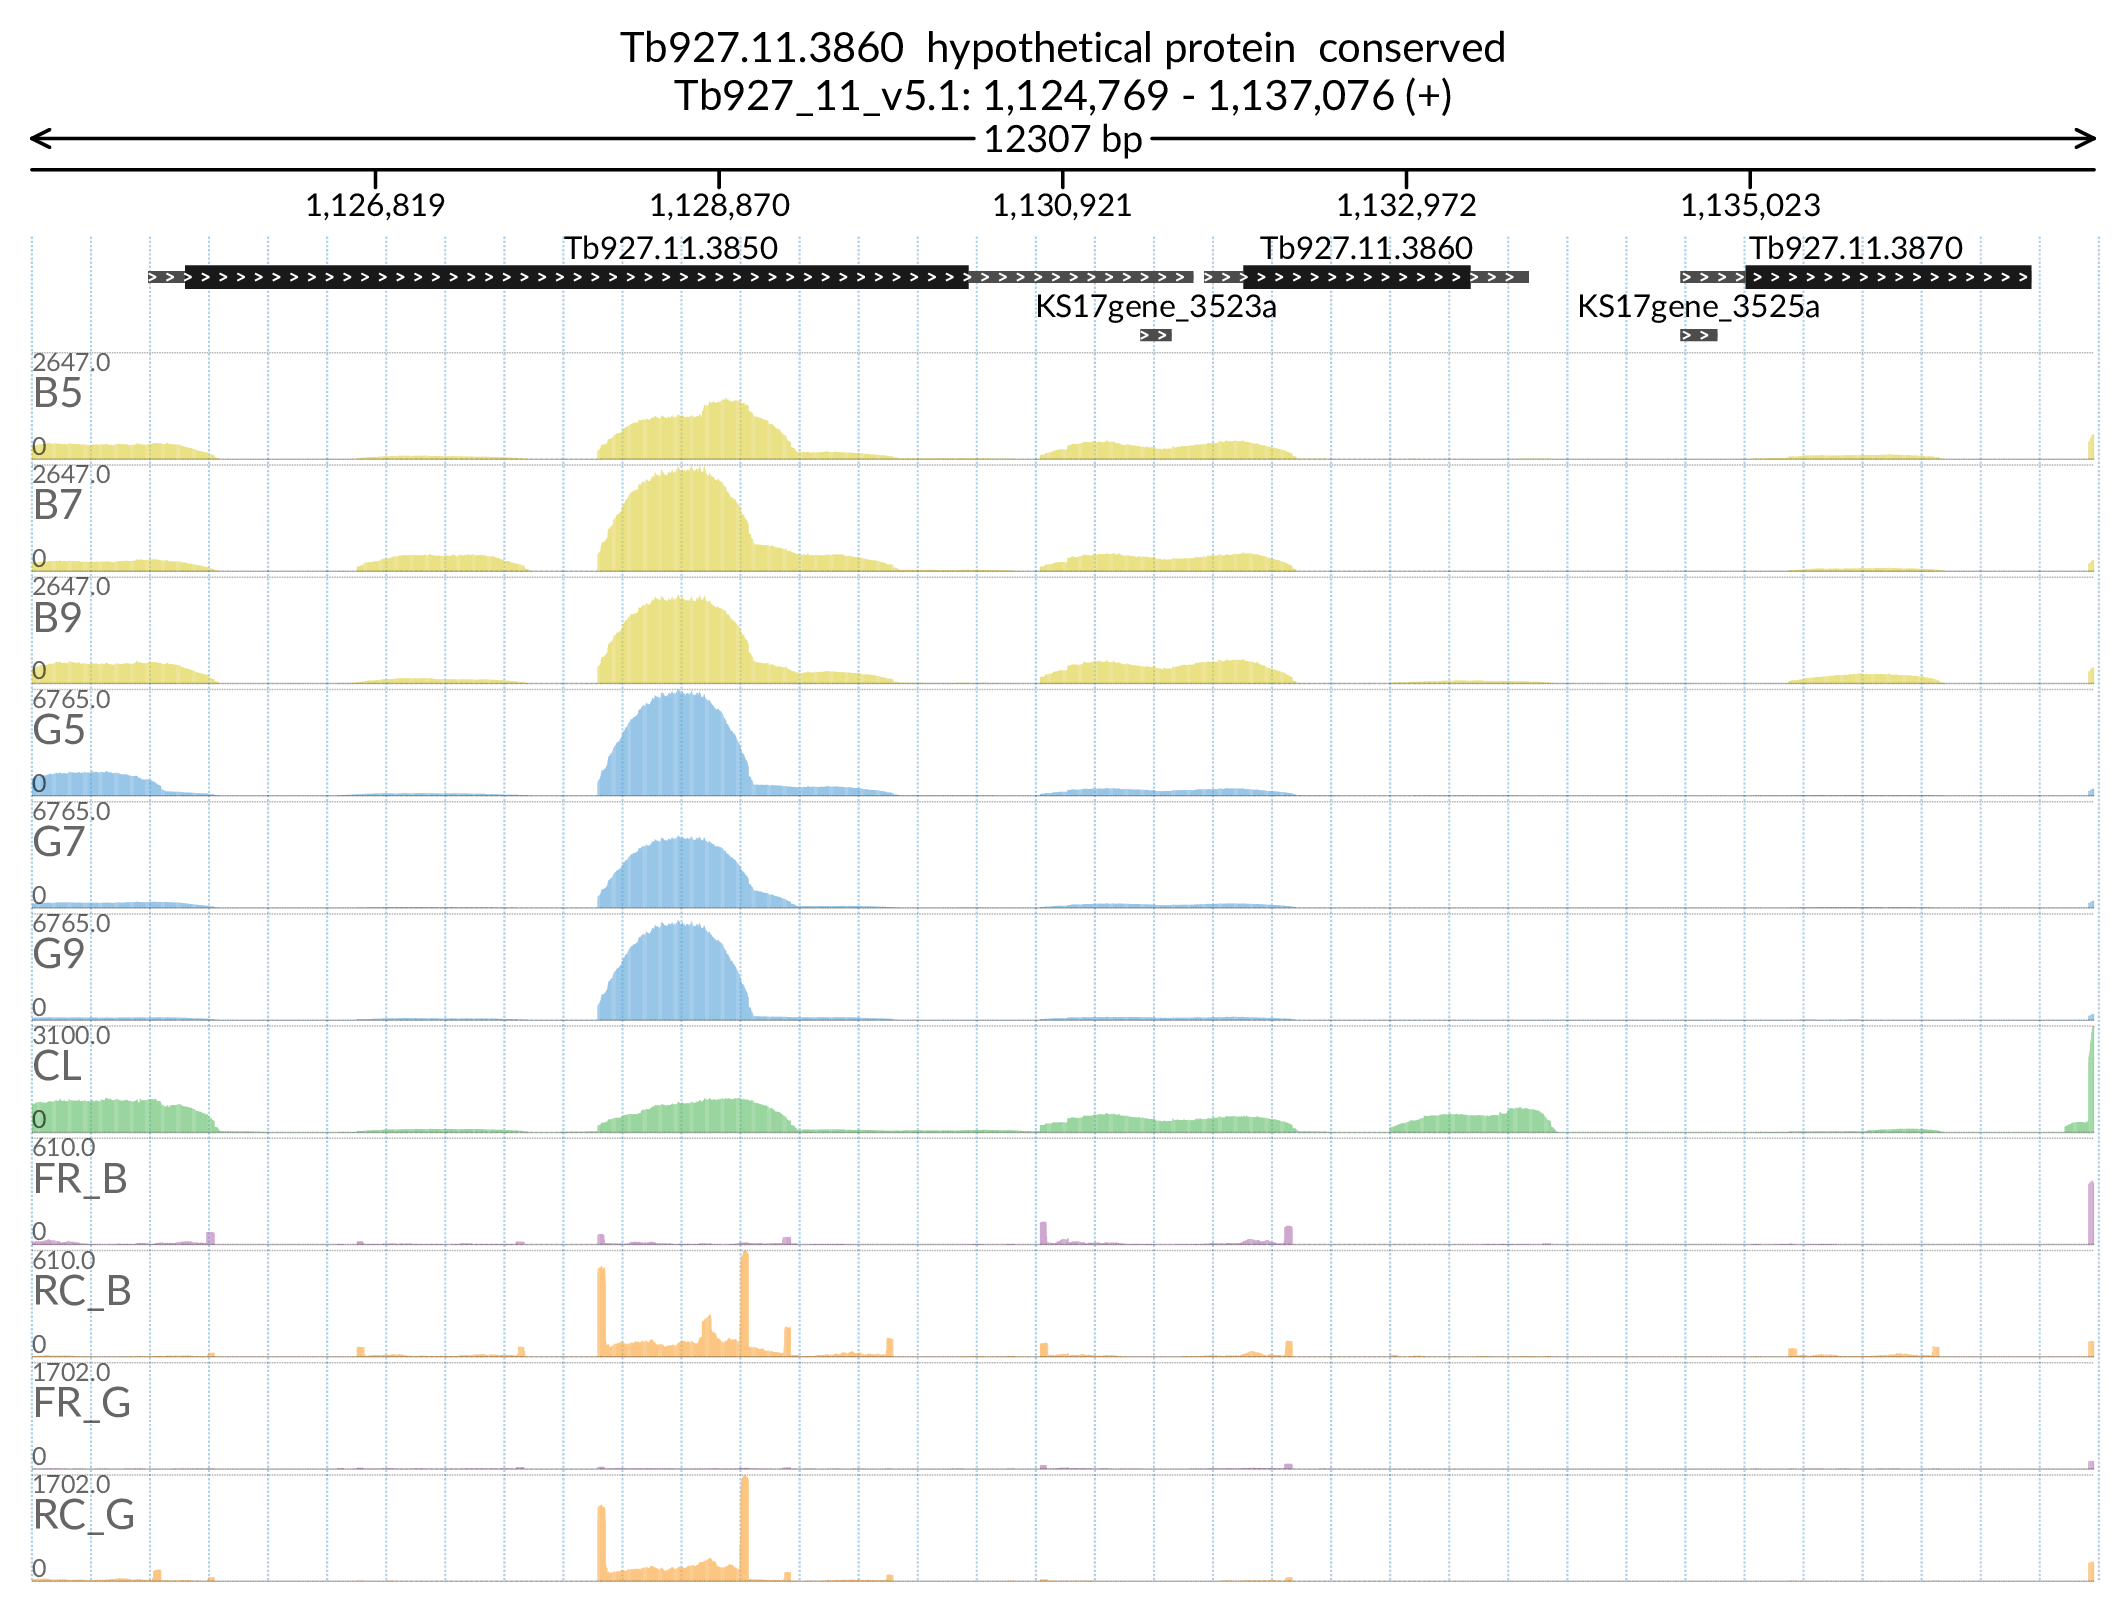 Tb927.11.3860  hypothetical protein  conserved
Tb927_11_v5.1: 1,124,769 - 1,137,076 (+)
12307 bp
1,126,819 1,128,870 1,130,921 1,132,972 1,135,023
Tb927.11.3850 Tb927.11.3860 Tb927.11.3870
KS17gene_3523a KS17gene_3525a
2647.0
B5
0
2647.0
B7
0
2647.0
B9
0
6765.0
G5
0
6765.0
G7
0
6765.0
G9
0
3100.0
CL
0
610.0
FR_B
0
610.0
RC_B
0
1702.0
FR_G
0
1702.0
RC_G
0